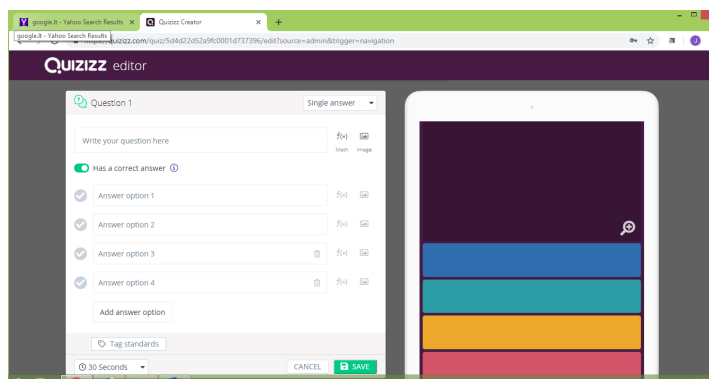 google.lt - Yahoo Search Results
Quizizz Creator
google.lt - Yahoo Search Results
quizizz.com/quiz/5d4d22d52a9fc0001d737396/edit?source=admin&trigger=navigation
QUIZIZZ editor
Question 1
Single answer
Write your question here
f(x)
Math
Image
Has a correct answer
Answer option 1
f(x)
Answer option 2
f(x)
Answer option 3
f(x)
Answer option 4
f(x)
Add answer option
Tag standards
30 Seconds
CANCEL
SAVE